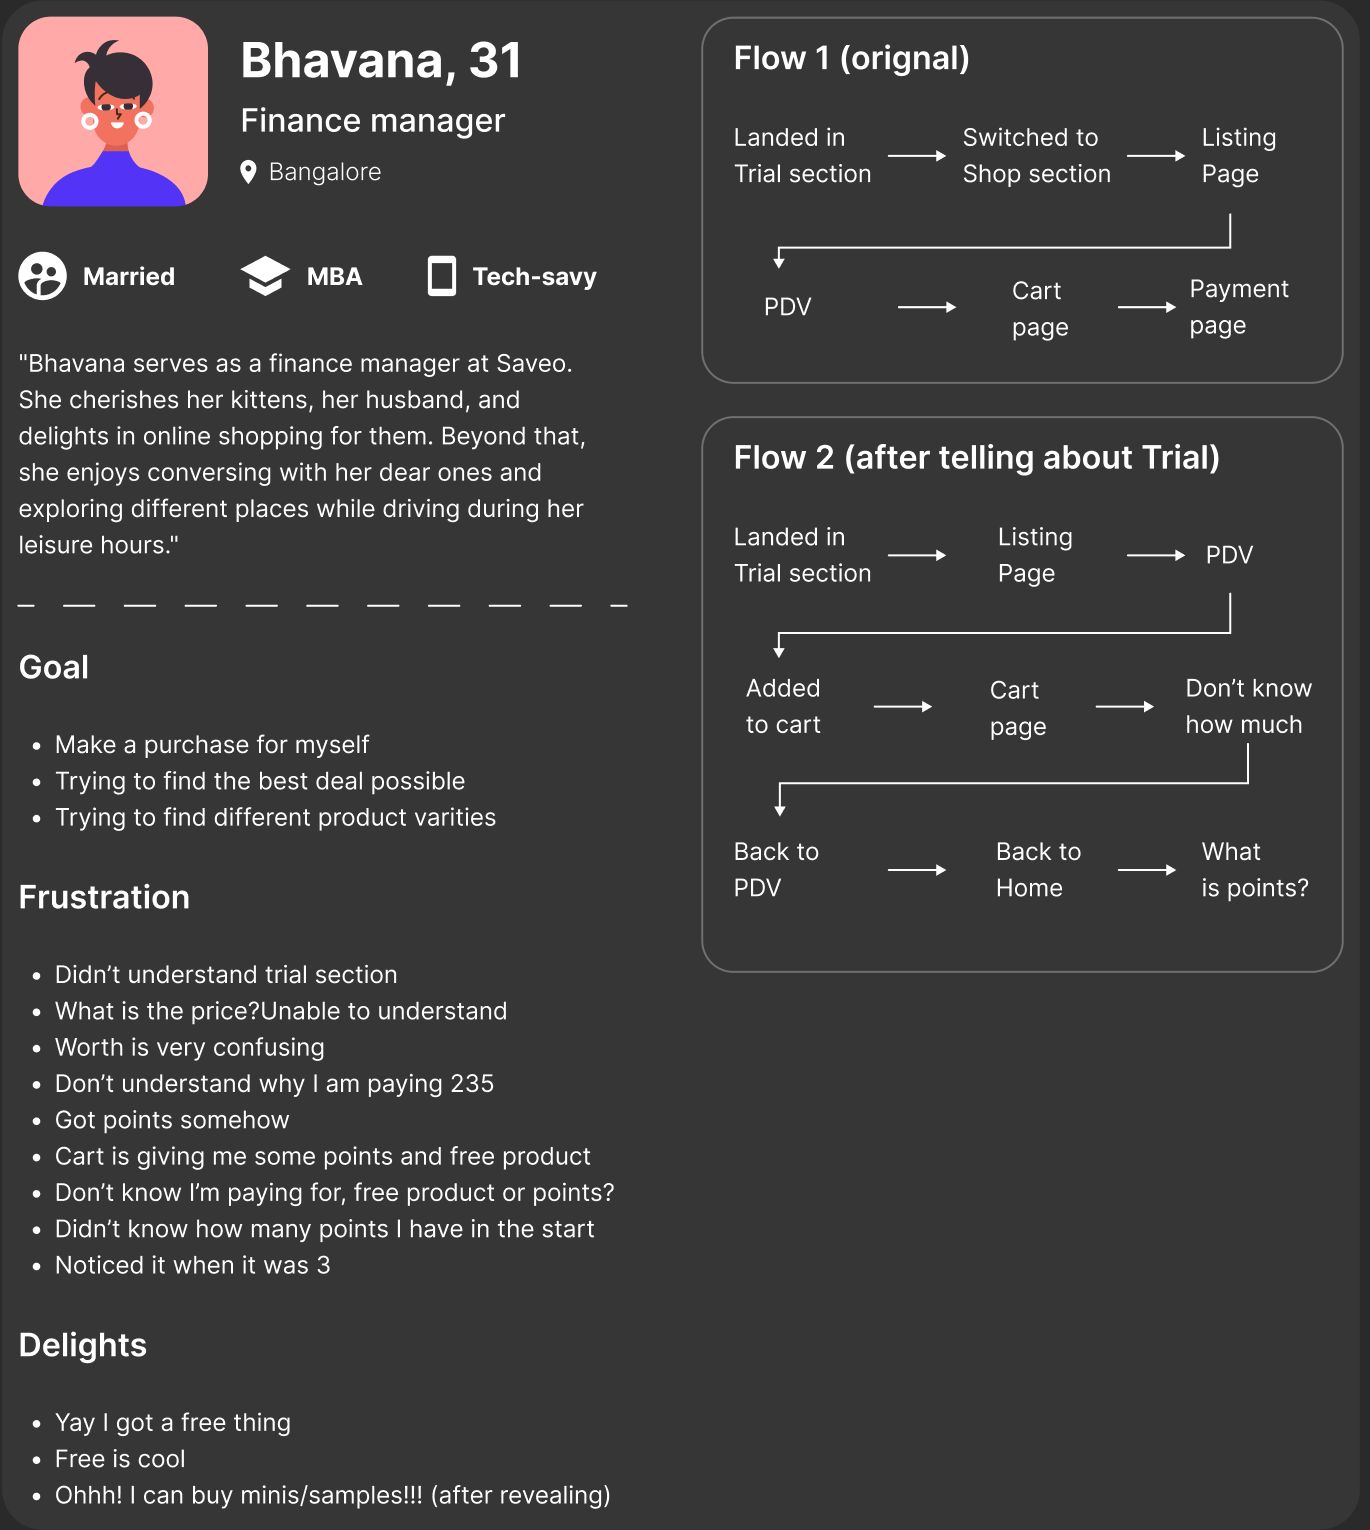 Bhavana, 31
Finance manager
Bangalore
Married
MBA
Tech-savy
"Bhavana serves as a finance manager at Saveo.
She cherishes her kittens, her husband, and
delights in online shopping for them. Beyond that,
she enjoys conversing with her dear ones and
exploring different places while driving during her
leisure hours."
Goal
• Make a purchase for myself
• Trying to find the best deal possible
• Trying to find different product varities
Frustration
• Didn’t understand trial section
• What is the price?Unable to understand
• Worth is very confusing
• Don’t understand why I am paying 235
• Got points somehow
• Cart is giving me some points and free product
• Don’t know I’m paying for, free product or points?
• Didn’t know how many points I have in the start
• Noticed it when it was 3
Delights
• Yay I got a free thing
• Free is cool
• Ohhh! I can buy minis/samples!!! (after revealing)
Flow 1 (orignal)
Landed in
Trial section
Switched to
Shop section
Listing
Page
PDV
Cart
page
Payment
page
Flow 2 (after telling about Trial)
Landed in
Trial section
Listing
Page
PDV
Added
to cart
Cart
page
Don’t know
how much
Back to
PDV
Back to
Home
What
is points?